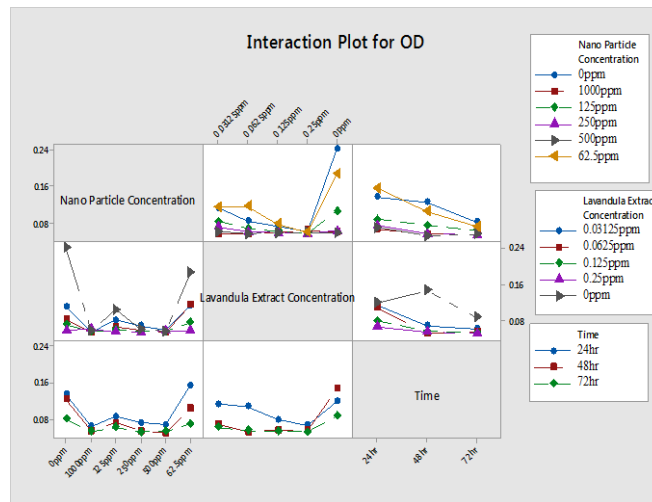 Interaction Plot for OD
0.03125ppm
0.0625ppm
0.125ppm
0.25ppm
0ppm
0.24
0.16
0.08
Nano Particle Concentration
Lavandula Extract Concentration
0.24
0.16
0.08
0.24
0.16
0.08
Time
0ppm
1000ppm
125ppm
250ppm
500ppm
62.5ppm
24hr
48hr
72hr
Nano Particle
Concentration
0ppm
1000ppm
125ppm
250ppm
500ppm
62.5ppm
Lavandula Extract
Concentration
0.03125ppm
0.0625ppm
0.125ppm
0.25ppm
0ppm
Time
24hr
48hr
72hr